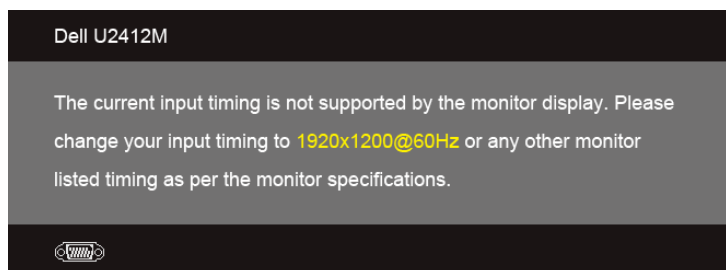 Dell U2412M
The current input timing is not supported by the monitor display. Please
change your input timing to 1920x1200@60Hz or any other monitor
listed timing as per the monitor specifications.